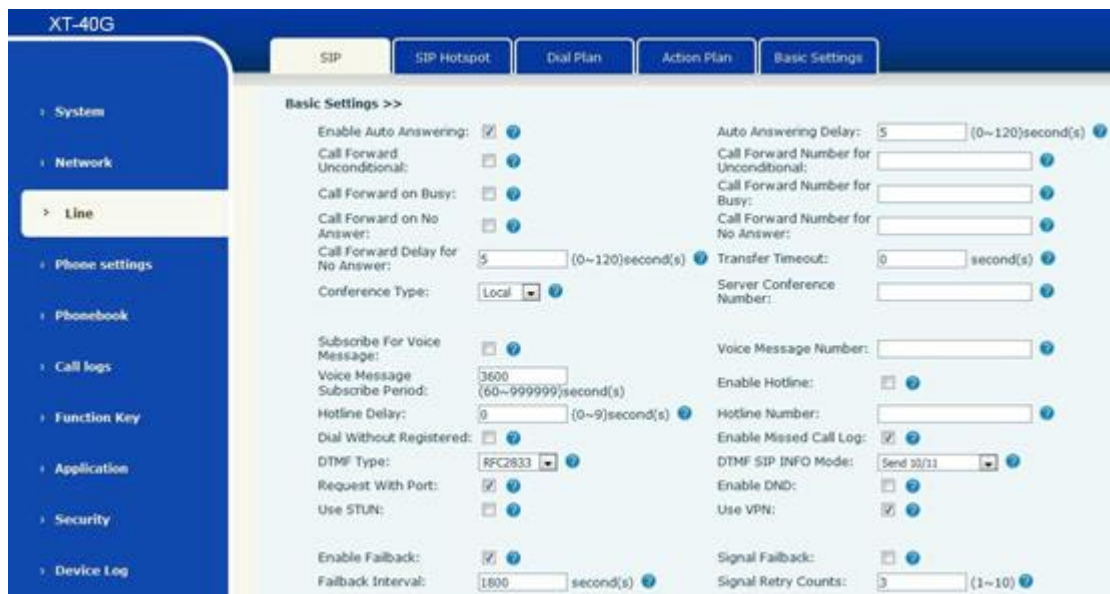 XT-40G
SIP
SIP Hotspot
Dial Plan
Action Plan
Basic Settings
System
Network
Line
Phone settings
Phonebook
Call logs
Function Key
Application
Security
Device Log
Basic Settings >>
Enable Auto Answering:
Auto Answering Delay: 5 (0~120)second(s)
Call Forward
Unconditional:
Call Forward Number for
Unconditional:
Call Forward on Busy:
Call Forward Number for
Busy:
Call Forward on No
Answer:
Call Forward Number for
No Answer:
Call Forward Delay for
No Answer: 5 (0~120)second(s)
Transfer Timeout: 0 second(s)
Conference Type: Local
Server Conference
Number:
Subscribe For Voice
Message:
Voice Message Number:
Voice Message
Subscribe Period:
3600
(60~999999)second(s)
Enable Hotline:
Hotline Delay: 0 (0~9)second(s)
Hotline Number:
Dial Without Registered:
Enable Missed Call Log:
DTMF Type: RFC2833
DTMF SIP INFO Mode: Send 10/11
Request With Port:
Enable DND:
Use STUN:
Use VPN:
Enable Failback:
Signal Failback:
Failback Interval: 1800 second(s)
Signal Retry Counts: 3 (1~10)